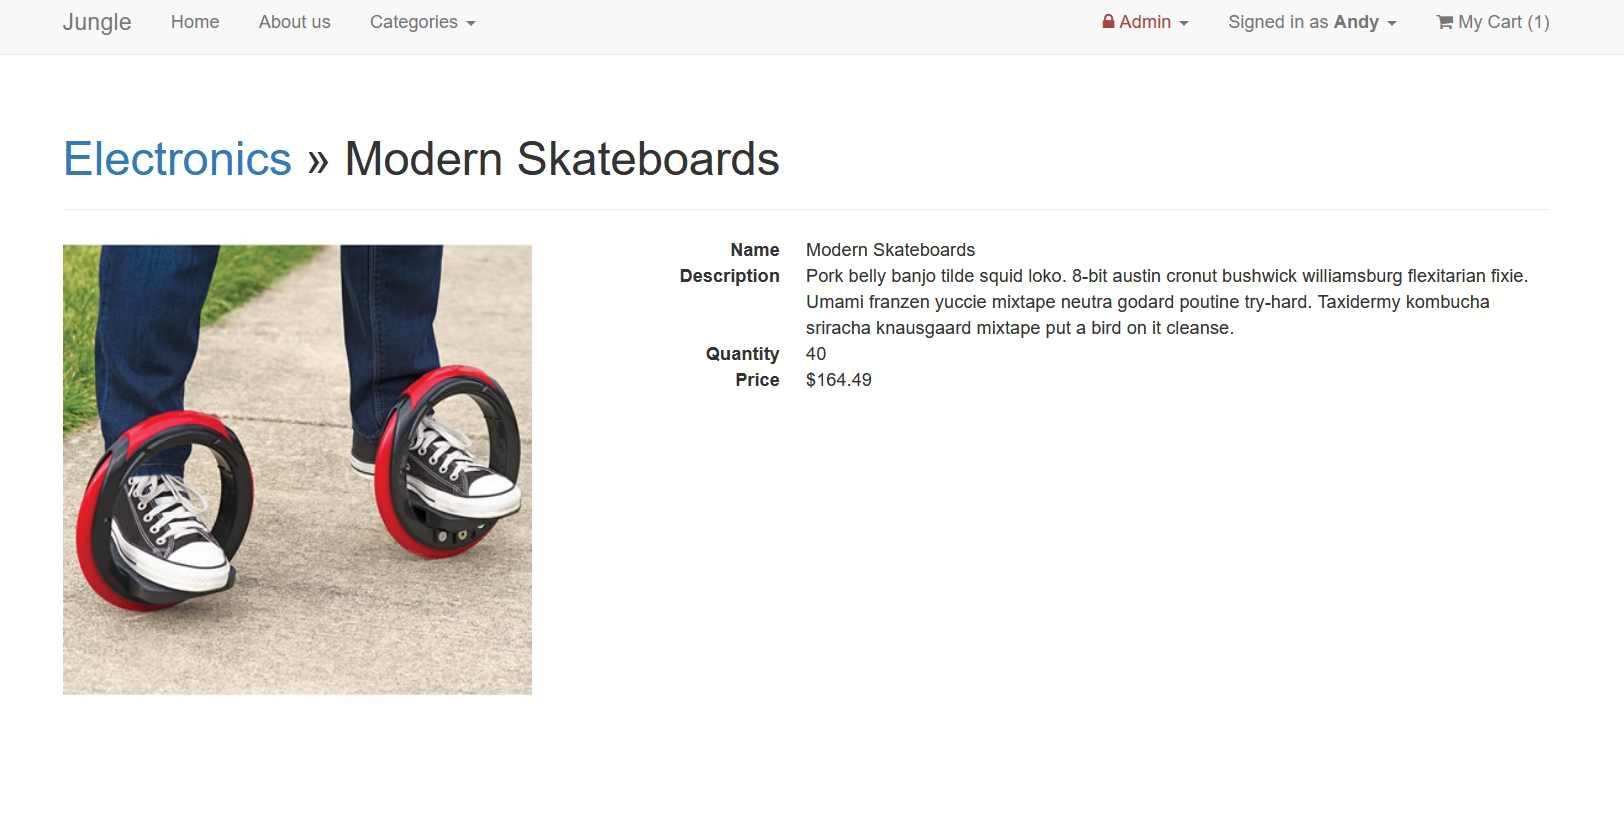 Jungle Home About us Categories Admin Signed in as Andy My Cart (1)
Electronics » Modern Skateboards
Name Modern Skateboards
Description Pork belly banjo tilde squid loko. 8-bit austin cronut bushwick williamsburg flexitarian fixie.
Umami franzen yuccie mixtape neutra godard poutine try-hard. Taxidermy kombucha
sriracha knausgaard mixtape put a bird on it cleanse.
Quantity 40
Price $164.49